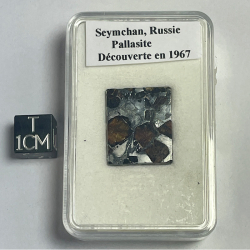 Seymchan, Russie
Pallasite
Découverte en 1967
T
1CM